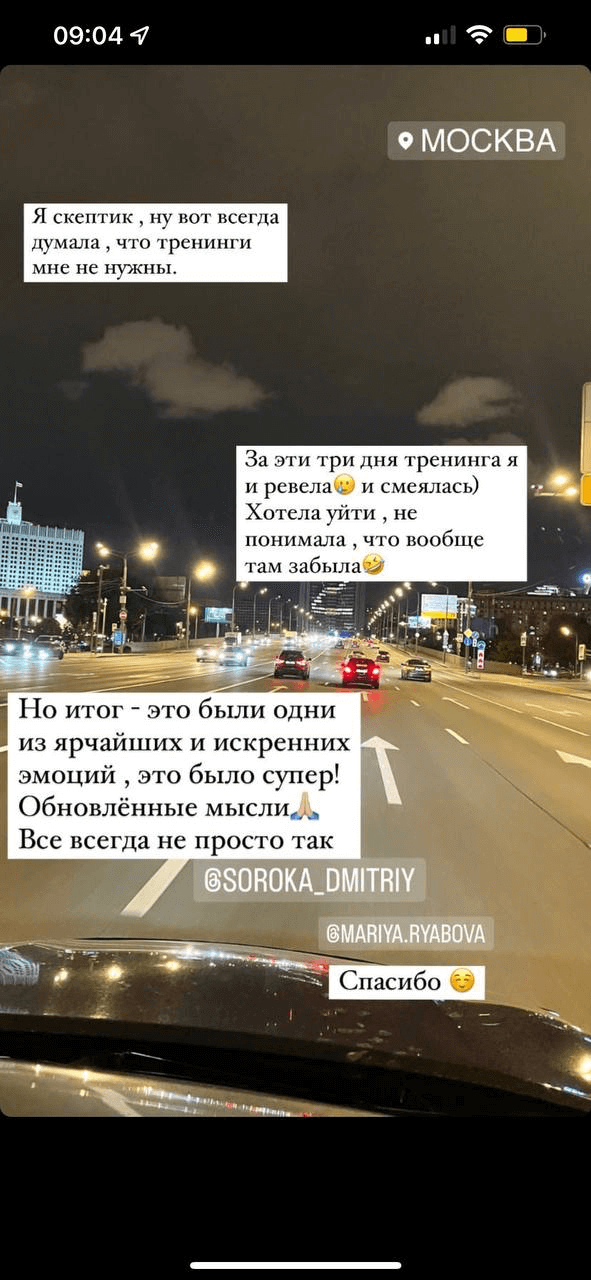 09:04
МОСКВА
Я скептик , ну вот всегда
думала , что тренинги
мне не нужны.
За эти три дня тренинга я
и ревела🥲 и смеялась)
Хотела уйти , не
понимала , что вообще
там забыла🤣
Но итог - это были одни
из ярчайших и искренних
эмоций , это было супер!
Обновлённые мысли🙏🏼
Все всегда не просто так
@SOROKA_DMITRIY
@MARIYA.RYABOVA
Спасибо ☺️